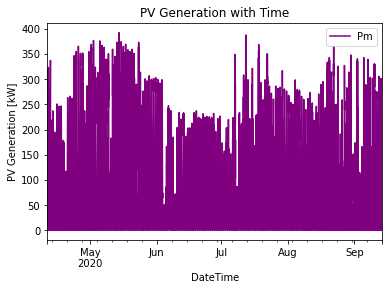 PV Generation with Time
Pm
PV Generation [kW]
400
350
300
250
200
150
100
50
0
May
2020
Jun
Jul
Aug
Sep
DateTime